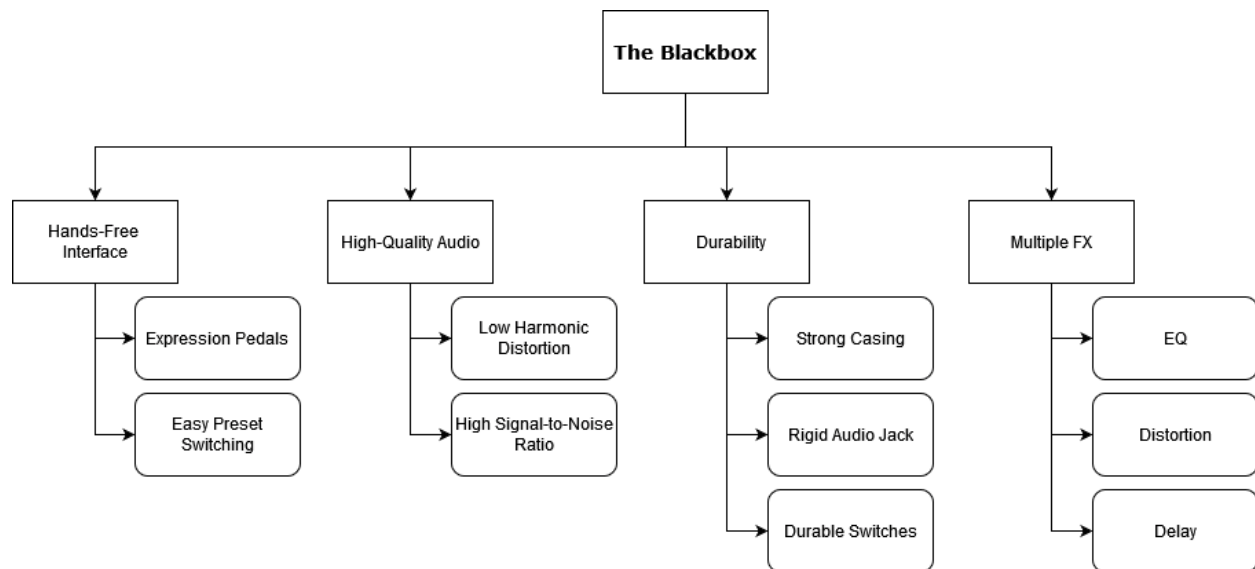 The Blackbox
Hands-Free
Interface
High-Quality Audio
Durability
Multiple FX
Expression Pedals
Low Harmonic
Distortion
Strong Casing
EQ
Easy Preset
Switching
High Signal-to-Noise
Ratio
Rigid Audio Jack
Distortion
Durable Switches
Delay